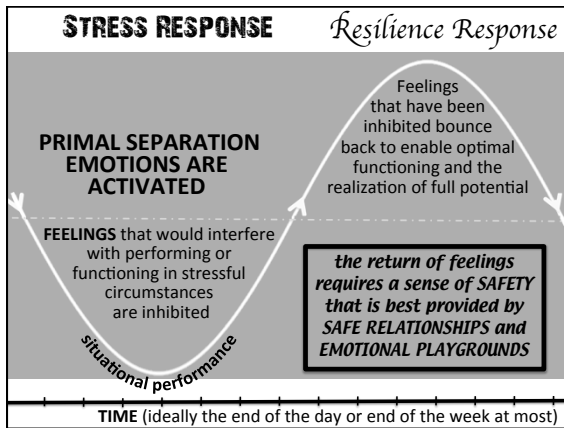 STRESS RESPONSE
Resilience Response
PRIMAL SEPARATION
EMOTIONS ARE
ACTIVATED
FEELINGS that would interfere
with performing or
functioning in stressful
circumstances
are inhibited
situational performance
Feelings
that have been
inhibited bounce
back to enable optimal
functioning and the
realization of full potential
the return of feelings
requires a sense of SAFETY
that is best provided by
SAFE RELATIONSHIPS and
EMOTIONAL PLAYGROUNDS
TIME (ideally the end of the day or end of the week at most)